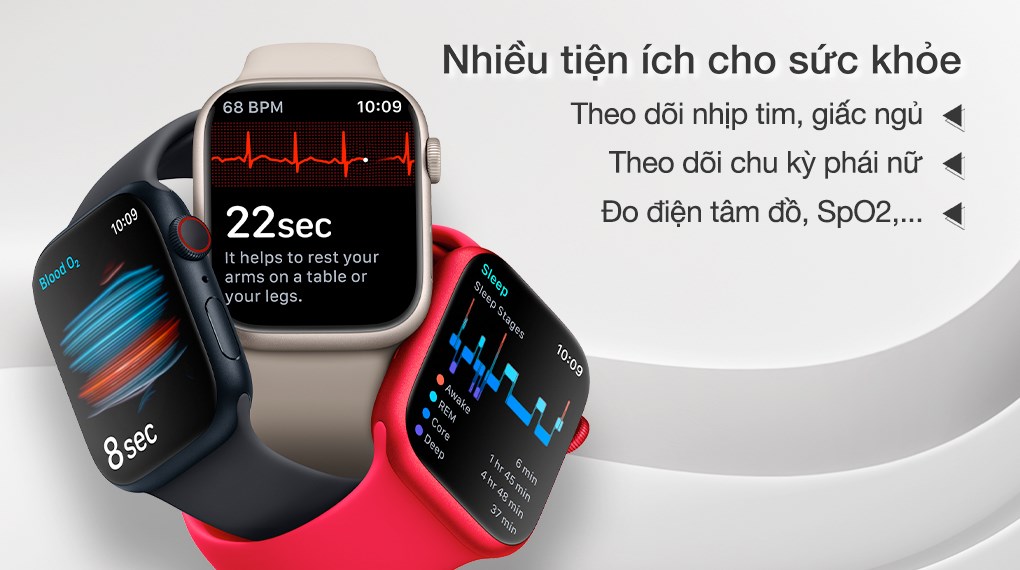 Nhiều tiện ích cho sức khỏe
Theo dõi nhịp tim, giấc ngủ
Theo dõi chu kỳ phái nữ
Đo điện tâm đồ, SpO2,...
68 BPM 10:09
22sec
It helps to rest your
arms on a table or
your legs.
10:09
Blood O₂
8sec
Sleep
Sleep Stages
10:09
Awake 6 min
REM 1 hr 45 min
Core 4 hr 48 min
Deep 37 min